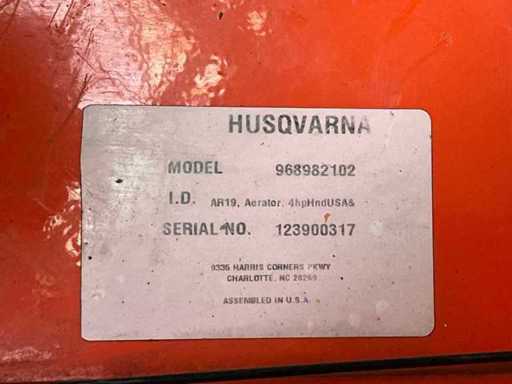 HUSQVARNA
MODEL 968982102
I.D. AR19, Aerator, 4hpHndUSA&
SERIAL NO. 123900317
9335 HARRIS CORNERS PKWY
CHARLOTTE, NC 28269
ASSEMBLED IN U.S.A.